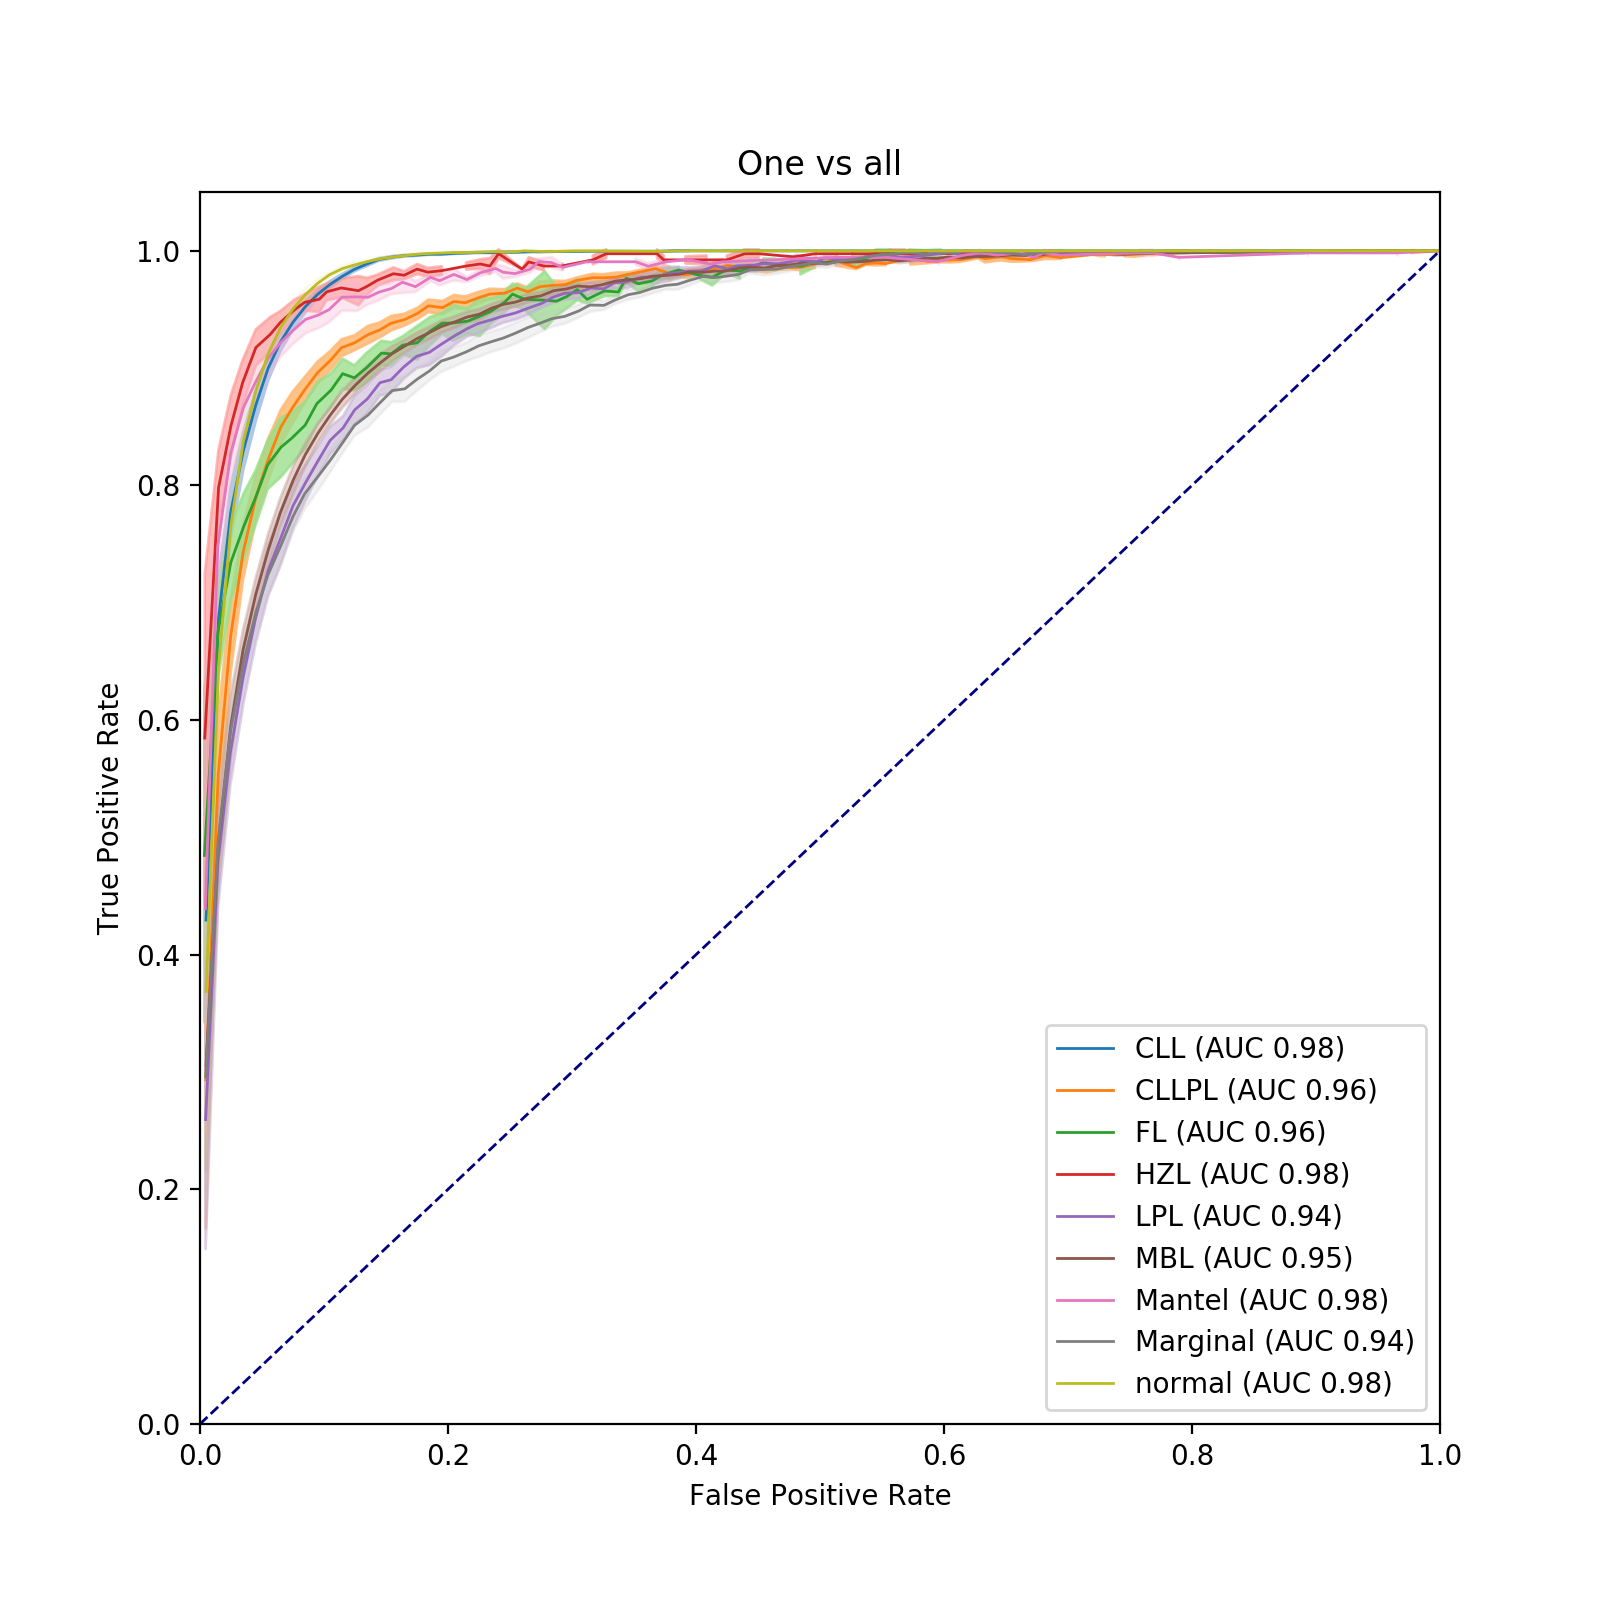 One vs all
1.0
0.8
0.6
0.4
0.2
0.0
True Positive Rate
CLL (AUC 0.98)
CLLPL (AUC 0.96)
FL (AUC 0.96)
HZL (AUC 0.98)
LPL (AUC 0.94)
MBL (AUC 0.95)
Mantel (AUC 0.98)
Marginal (AUC 0.94)
normal (AUC 0.98)
0.0 0.2 0.4 0.6 0.8 1.0
False Positive Rate